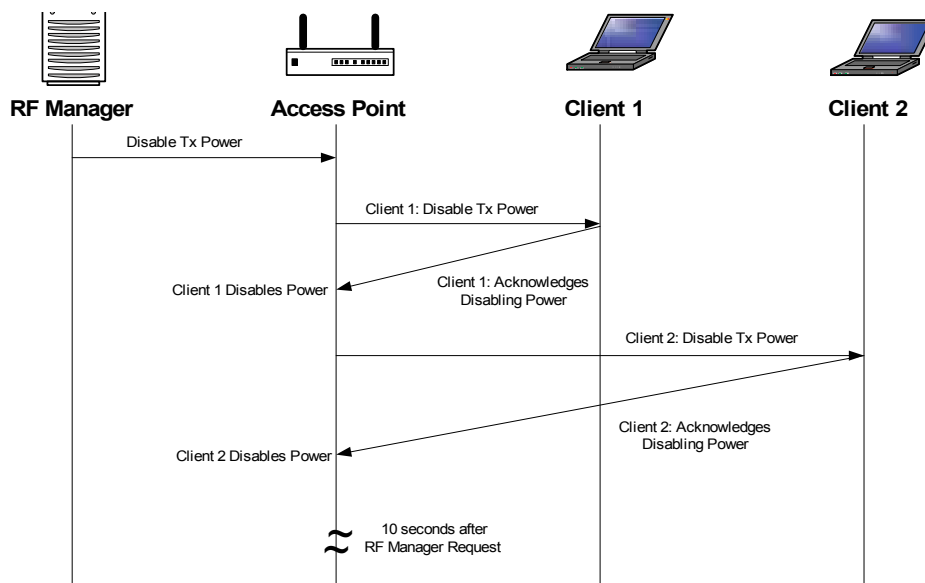 RF Manager
Access Point
Client 1
Client 2
Disable Tx Power
Client 1: Disable Tx Power
Client 1 Disables Power
Client 1: Acknowledges
Disabling Power
Client 2: Disable Tx Power
Client 2: Acknowledges
Disabling Power
Client 2 Disables Power
10 seconds after
RF Manager Request